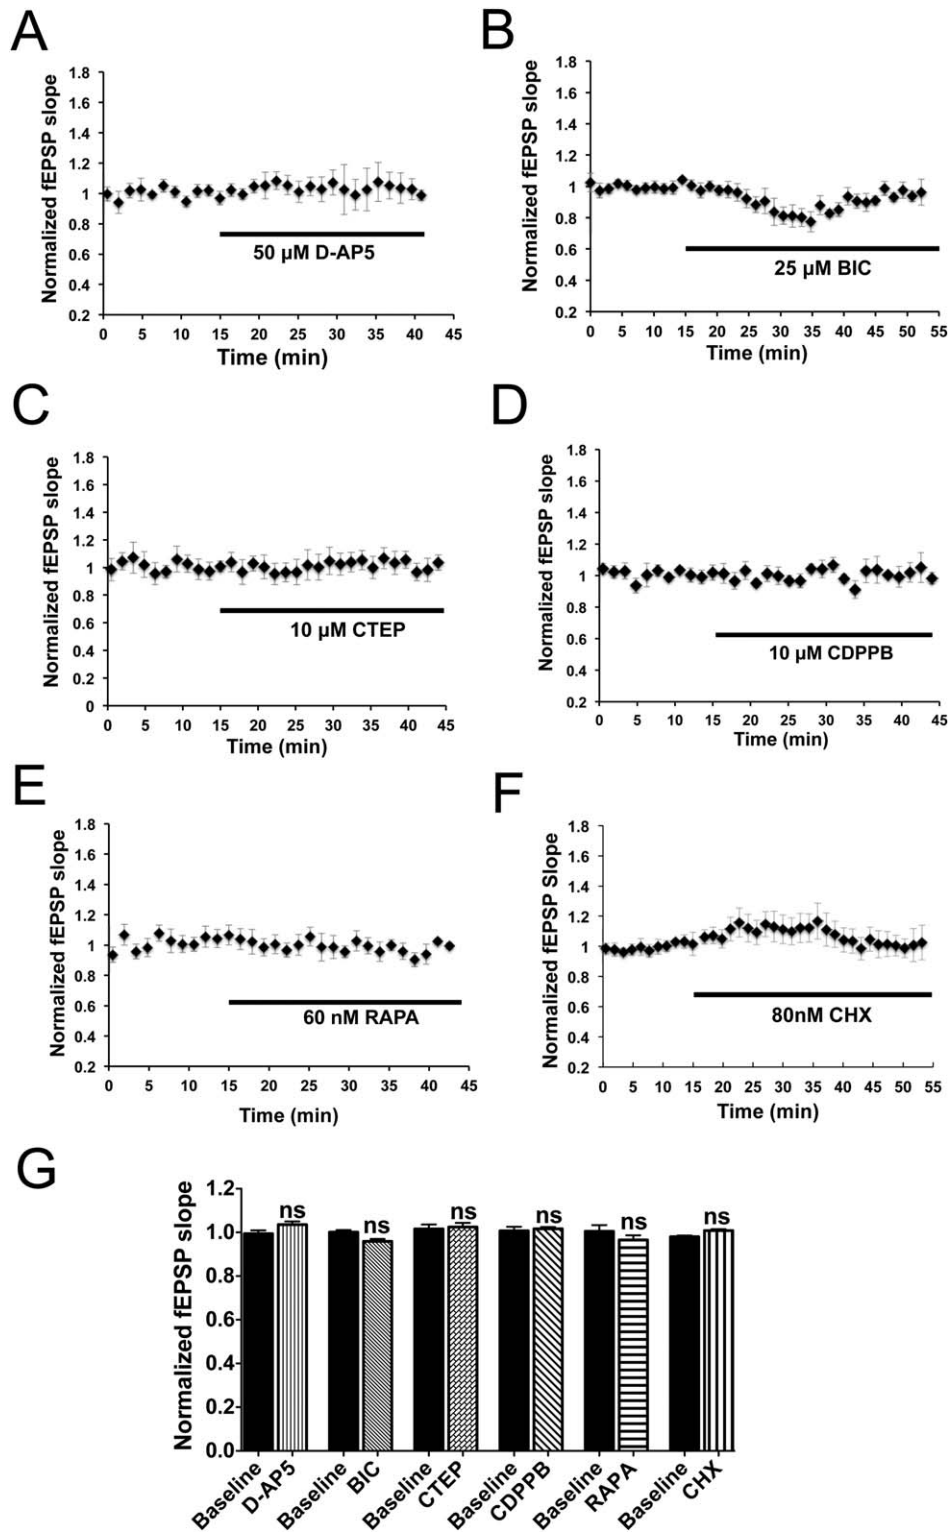 A
Normalized fEPSP slope
1.8
1.6
1.4
1.2
1
0.8
0.6
0.4
0.2
50 µM D-AP5
0 5 10 15 20 25 30 35 40 45
Time (min)
B
Normalized fEPSP slope
1.8
1.6
1.4
1.2
1
0.8
0.6
0.4
0.2
25 µM BIC
0 5 10 15 20 25 30 35 40 45 50 55
Time (min)
C
Normalized fEPSP slope
1.8
1.6
1.4
1.2
1
0.8
0.6
0.4
0.2
0
10 µM CTEP
0 5 10 15 20 25 30 35 40 45
Time (min)
D
Normalized fEPSP slope
1.8
1.6
1.4
1.2
1
0.8
0.6
0.4
0.2
10 µM CDPPB
0 5 10 15 20 25 30 35 40 45
Time (min)
E
Normalized fEPSP slope
1.8
1.6
1.4
1.2
1
0.8
0.6
0.4
0.2
60 nM RAPA
0 5 10 15 20 25 30 35 40 45
Time (min)
F
Normalized fEPSP Slope
1.8
1.6
1.4
1.2
1
0.8
0.6
0.4
0.2
80nM CHX
0 5 10 15 20 25 30 35 40 45 50 55
Time (min)
G
Normalized fEPSP slope
1.2
1.0
0.8
0.6
0.4
0.2
0.0
ns ns ns ns ns ns
Baseline D-AP5 Baseline BIC Baseline CTEP Baseline CDPPB Baseline RAPA Baseline CHX